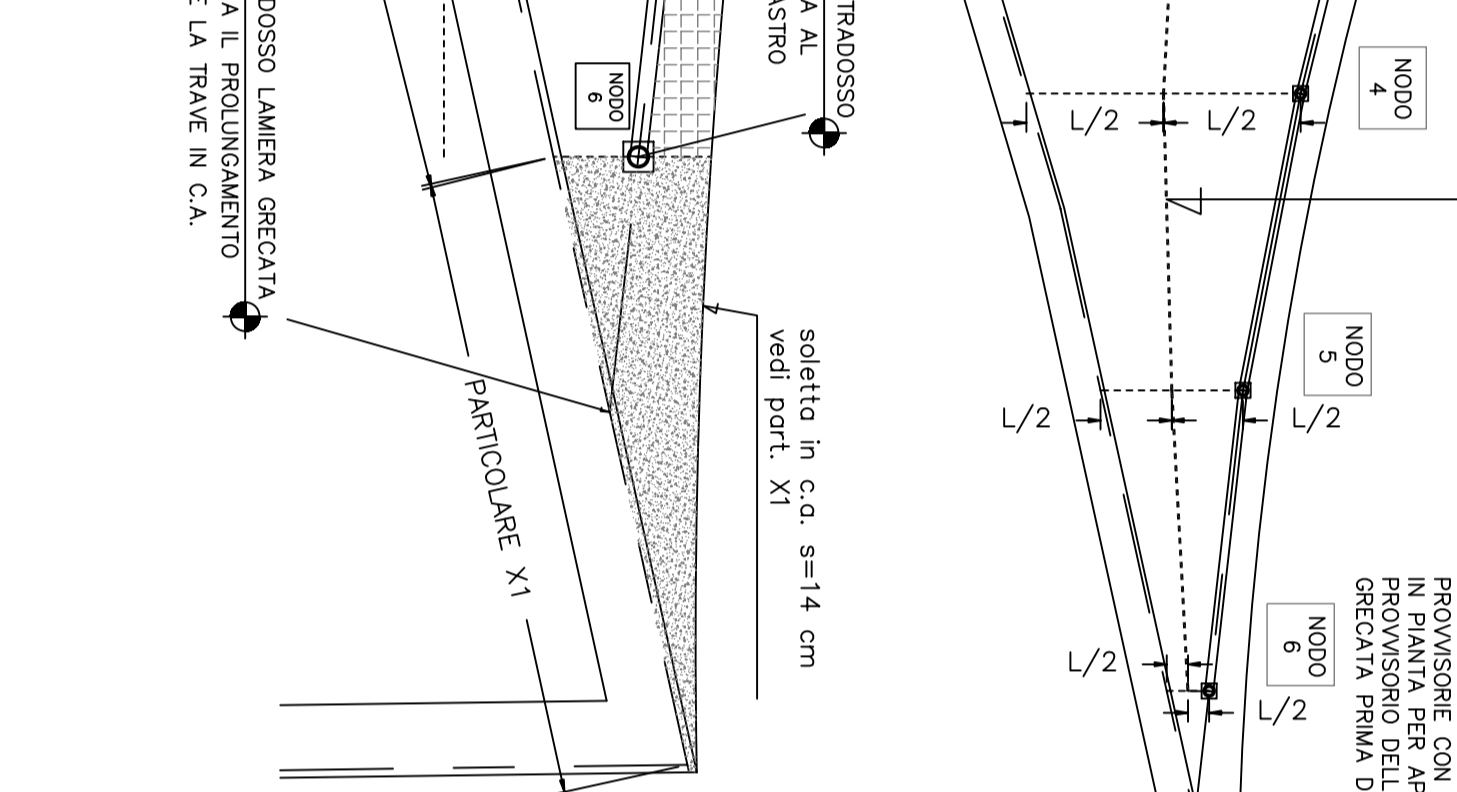 DOSSO LAMIERA GRECATA
A IL PROLUNGAMENTO
E LA TRAVE IN C.A.
NODO
6
TRADOSSO
A AL
ASTRO
soletta in c.a. s=14 cm
vedi part. X1
PARTICOLARE X1
NODO
4
L/2
L/2
NODO
5
L/2
L/2
NODO
6
L/2
L/2
PROVVISORIE CON
IN PIANTA PER AP
PROVVISORIO DELL
GRECATA PRIMA D